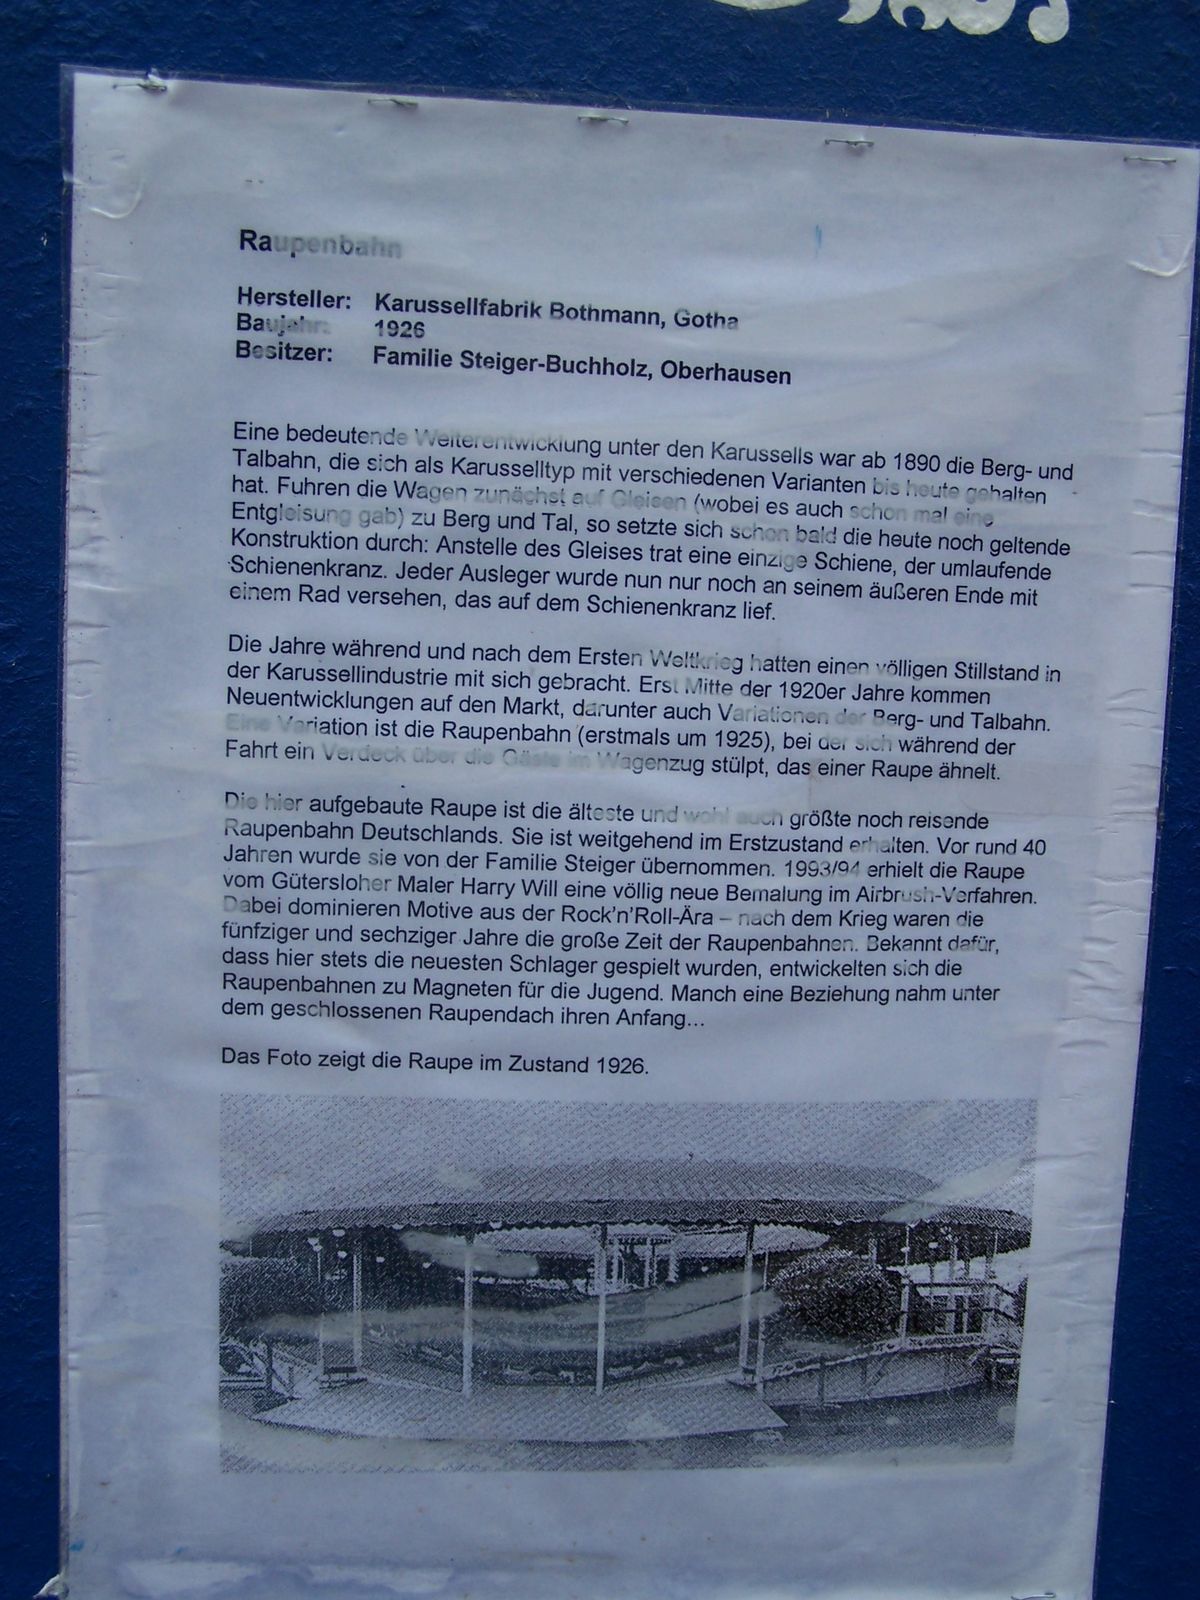 Raupenbahn
Hersteller: Karussellfabrik Bothmann, Gotha
Baujahr: 1926
Besitzer: Familie Steiger-Buchholz, Oberhausen
Eine bedeutende Weiterentwicklung unter den Karussells war ab 1890 die Berg- und
Talbahn, die sich als Karusselltyp mit verschiedenen Varianten bis heute gehalten
hat. Fuhren die Wagen zunächst auf Gleisen (wobei es auch schon mal eine
Entgleisung gab) zu Berg und Tal, so setzte sich schon bald die heute noch geltende
Konstruktion durch: Anstelle des Gleises trat eine einzige Schiene, der umlaufende
Schienenkranz. Jeder Ausleger wurde nun nur noch an seinem äußeren Ende mit
einem Rad versehen, das auf dem Schienenkranz lief.
Die Jahre während und nach dem Ersten Weltkrieg hatten einen völligen Stillstand in
der Karussellindustrie mit sich gebracht. Erst Mitte der 1920er Jahre kommen
Neuentwicklungen auf den Markt, darunter auch Variationen der Berg- und Talbahn.
Eine Variation ist die Raupenbahn (erstmals um 1925), bei der sich während der
Fahrt ein Verdeck über die Gäste im Wagenzug stülpt, das einer Raupe ähnelt.
Die hier aufgebaute Raupe ist die älteste und wohl auch größte noch reisende
Raupenbahn Deutschlands. Sie ist weitgehend im Erstzustand erhalten. Vor rund 40
Jahren wurde sie von der Familie Steiger übernommen. 1993/94 erhielt die Raupe
vom Gütersloher Maler Harry Will eine völlig neue Bemalung im Airbrush-Verfahren.
Dabei dominieren Motive aus der Rock'n'Roll-Ära – nach dem Krieg waren die
fünfziger und sechziger Jahre die große Zeit der Raupenbahnen. Bekannt dafür,
dass hier stets die neuesten Schlager gespielt wurden, entwickelten sich die
Raupenbahnen zu Magneten für die Jugend. Manch eine Beziehung nahm unter
dem geschlossenen Raupendach ihren Anfang...
Das Foto zeigt die Raupe im Zustand 1926.